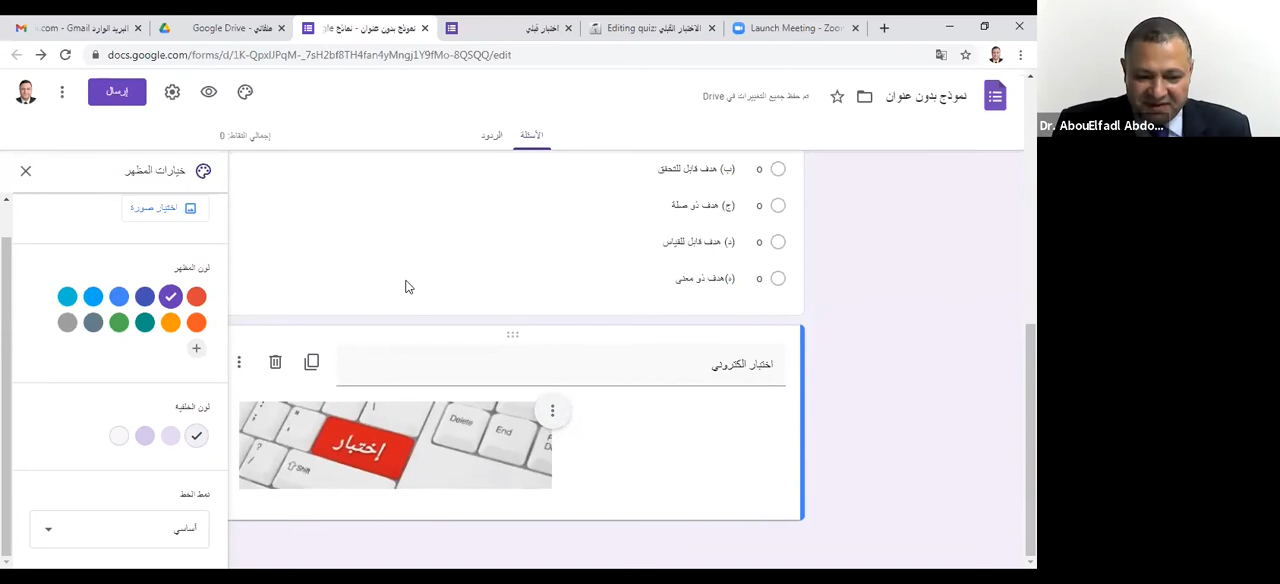 البريد الوارد - Gmail - com..
ملفاتي - Google Drive
نموذج بدون عنوان - نماذج gle
اختبار قبلي
Editing quiz: الاختبار القبلي
Launch Meeting - Zoom
docs.google.com/forms/d/1K-QpxlJPqM-_7sH2bf8TH4fan4yMngj1Y9fMo-8QSQQ/edit
نموذج بدون عنوان
تم حفظ جميع التغييرات في Drive
إرسال
الأسئلة
الردود
إجمالي النقاط: 0
خيارات المظهر
اختيار صورة
لون المظهر
لون الخلفية
نمط الخط
أساسي
o (ب) هدف قابل للتحقق
o (ج) هدف ذو صلة
o (د) هدف قابل للقياس
o (ه)هدف ذو معنى
اختبار الكتروني
إختبار
Delete
End
Shift
Dr. AbouElfadl Abdo...